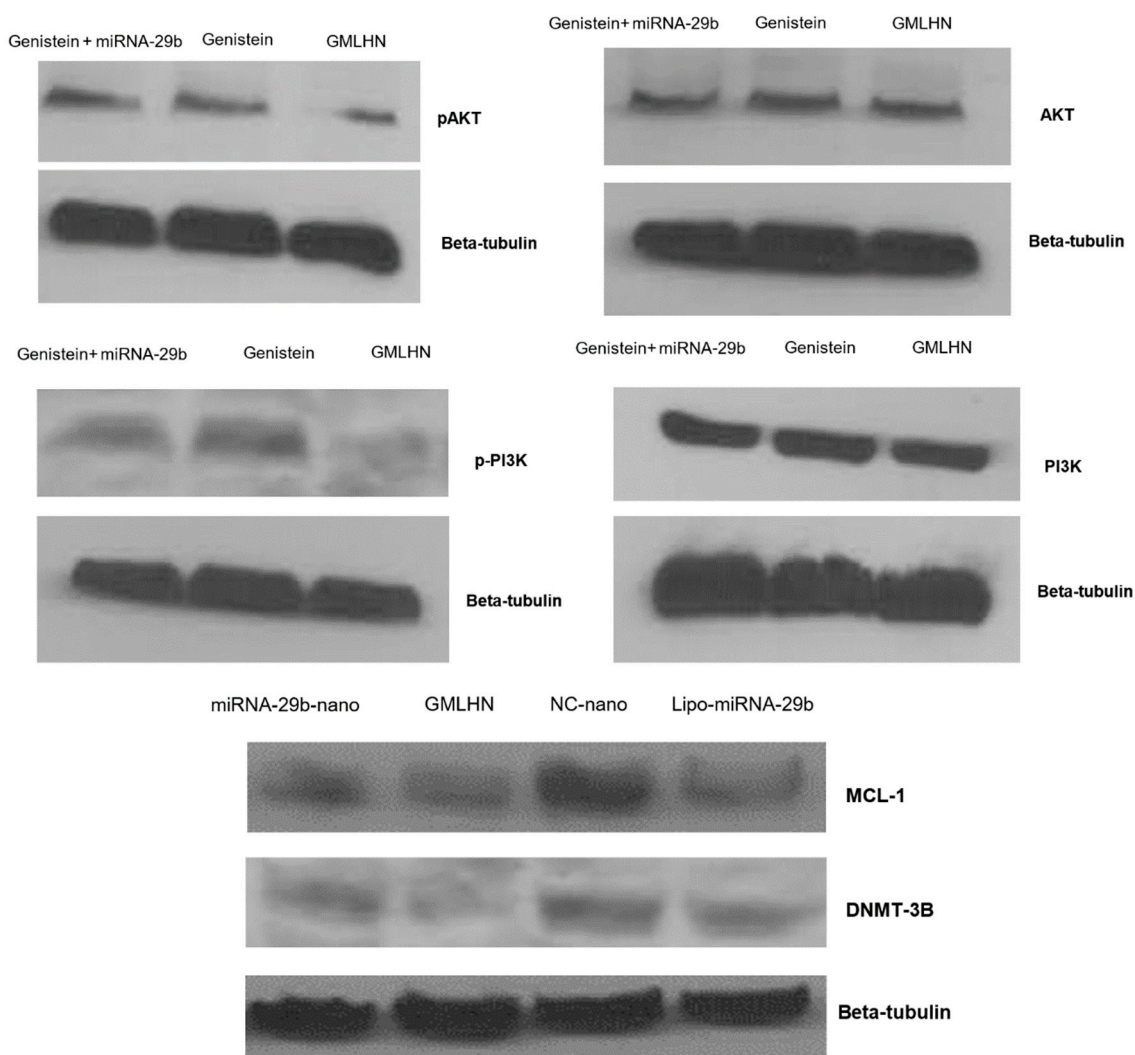 Genistein + miRNA-29b Genistein GMLHN
pAKT
Beta-tubulin
Genistein + miRNA-29b Genistein GMLHN
AKT
Beta-tubulin
Genistein+ miRNA-29b Genistein GMLHN
p-PI3K
Beta-tubulin
Genistein+ miRNA-29b Genistein GMLHN
PI3K
Beta-tubulin
miRNA-29b-nano GMLHN NC-nano Lipo-miRNA-29b
MCL-1
DNMT-3B
Beta-tubulin